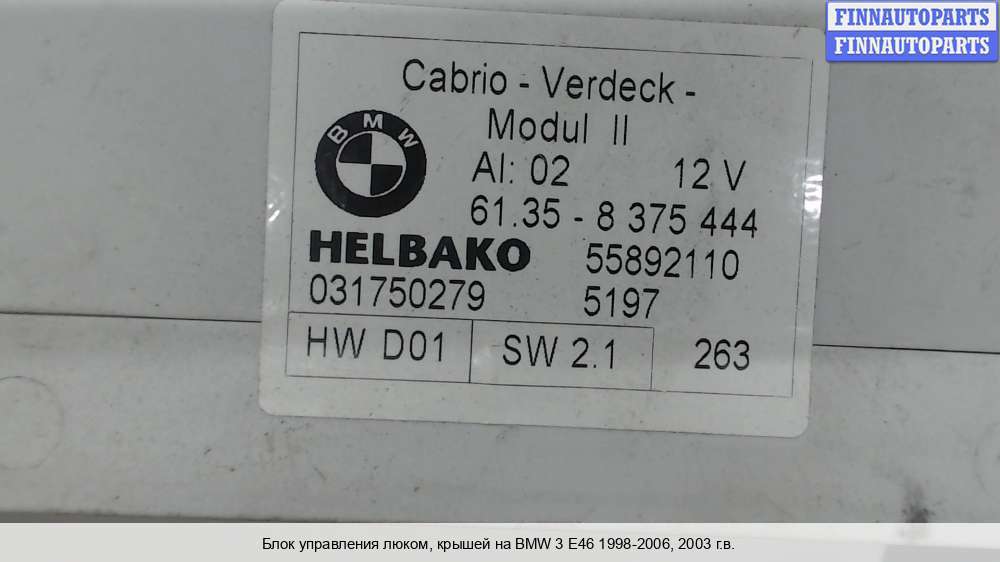 FINNAUTOPARTS
FINNAUTOPARTS
Cabrio - Verdeck -
Modul II
BMW
AI: 02 12 V
61.35 - 8 375 444
HELBAKO 55892110
031750279 5197
HW D01 SW 2.1 263
Блок управления люком, крышей на BMW 3 E46 1998-2006, 2003 г.в.